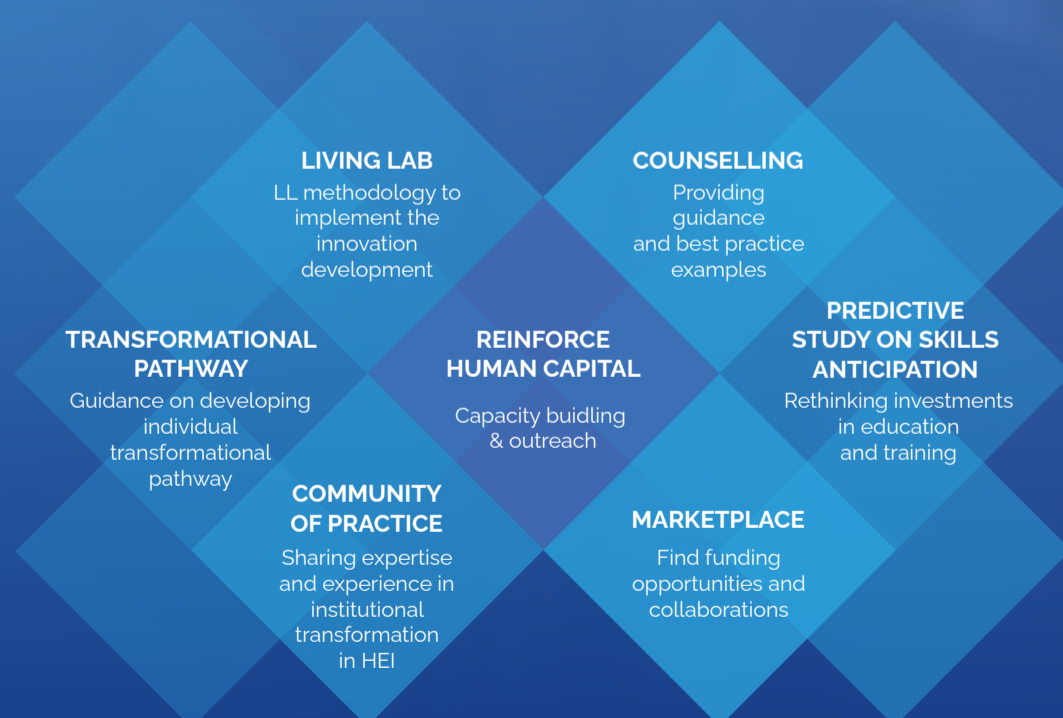 LIVING LAB
LL methodology to
implement the
innovation
development
COUNSELLING
Providing
guidance
and best practice
examples
TRANSFORMATIONAL
PATHWAY
Guidance on developing
individual
transformational
pathway
REINFORCE
HUMAN CAPITAL
Capacity buidling
& outreach
PREDICTIVE
STUDY ON SKILLS
ANTICIPATION
Rethinking investments
in education
and training
COMMUNITY
OF PRACTICE
Sharing expertise
and experience in
institutional
transformation
in HEI
MARKETPLACE
Find funding
opportunities and
collaborations